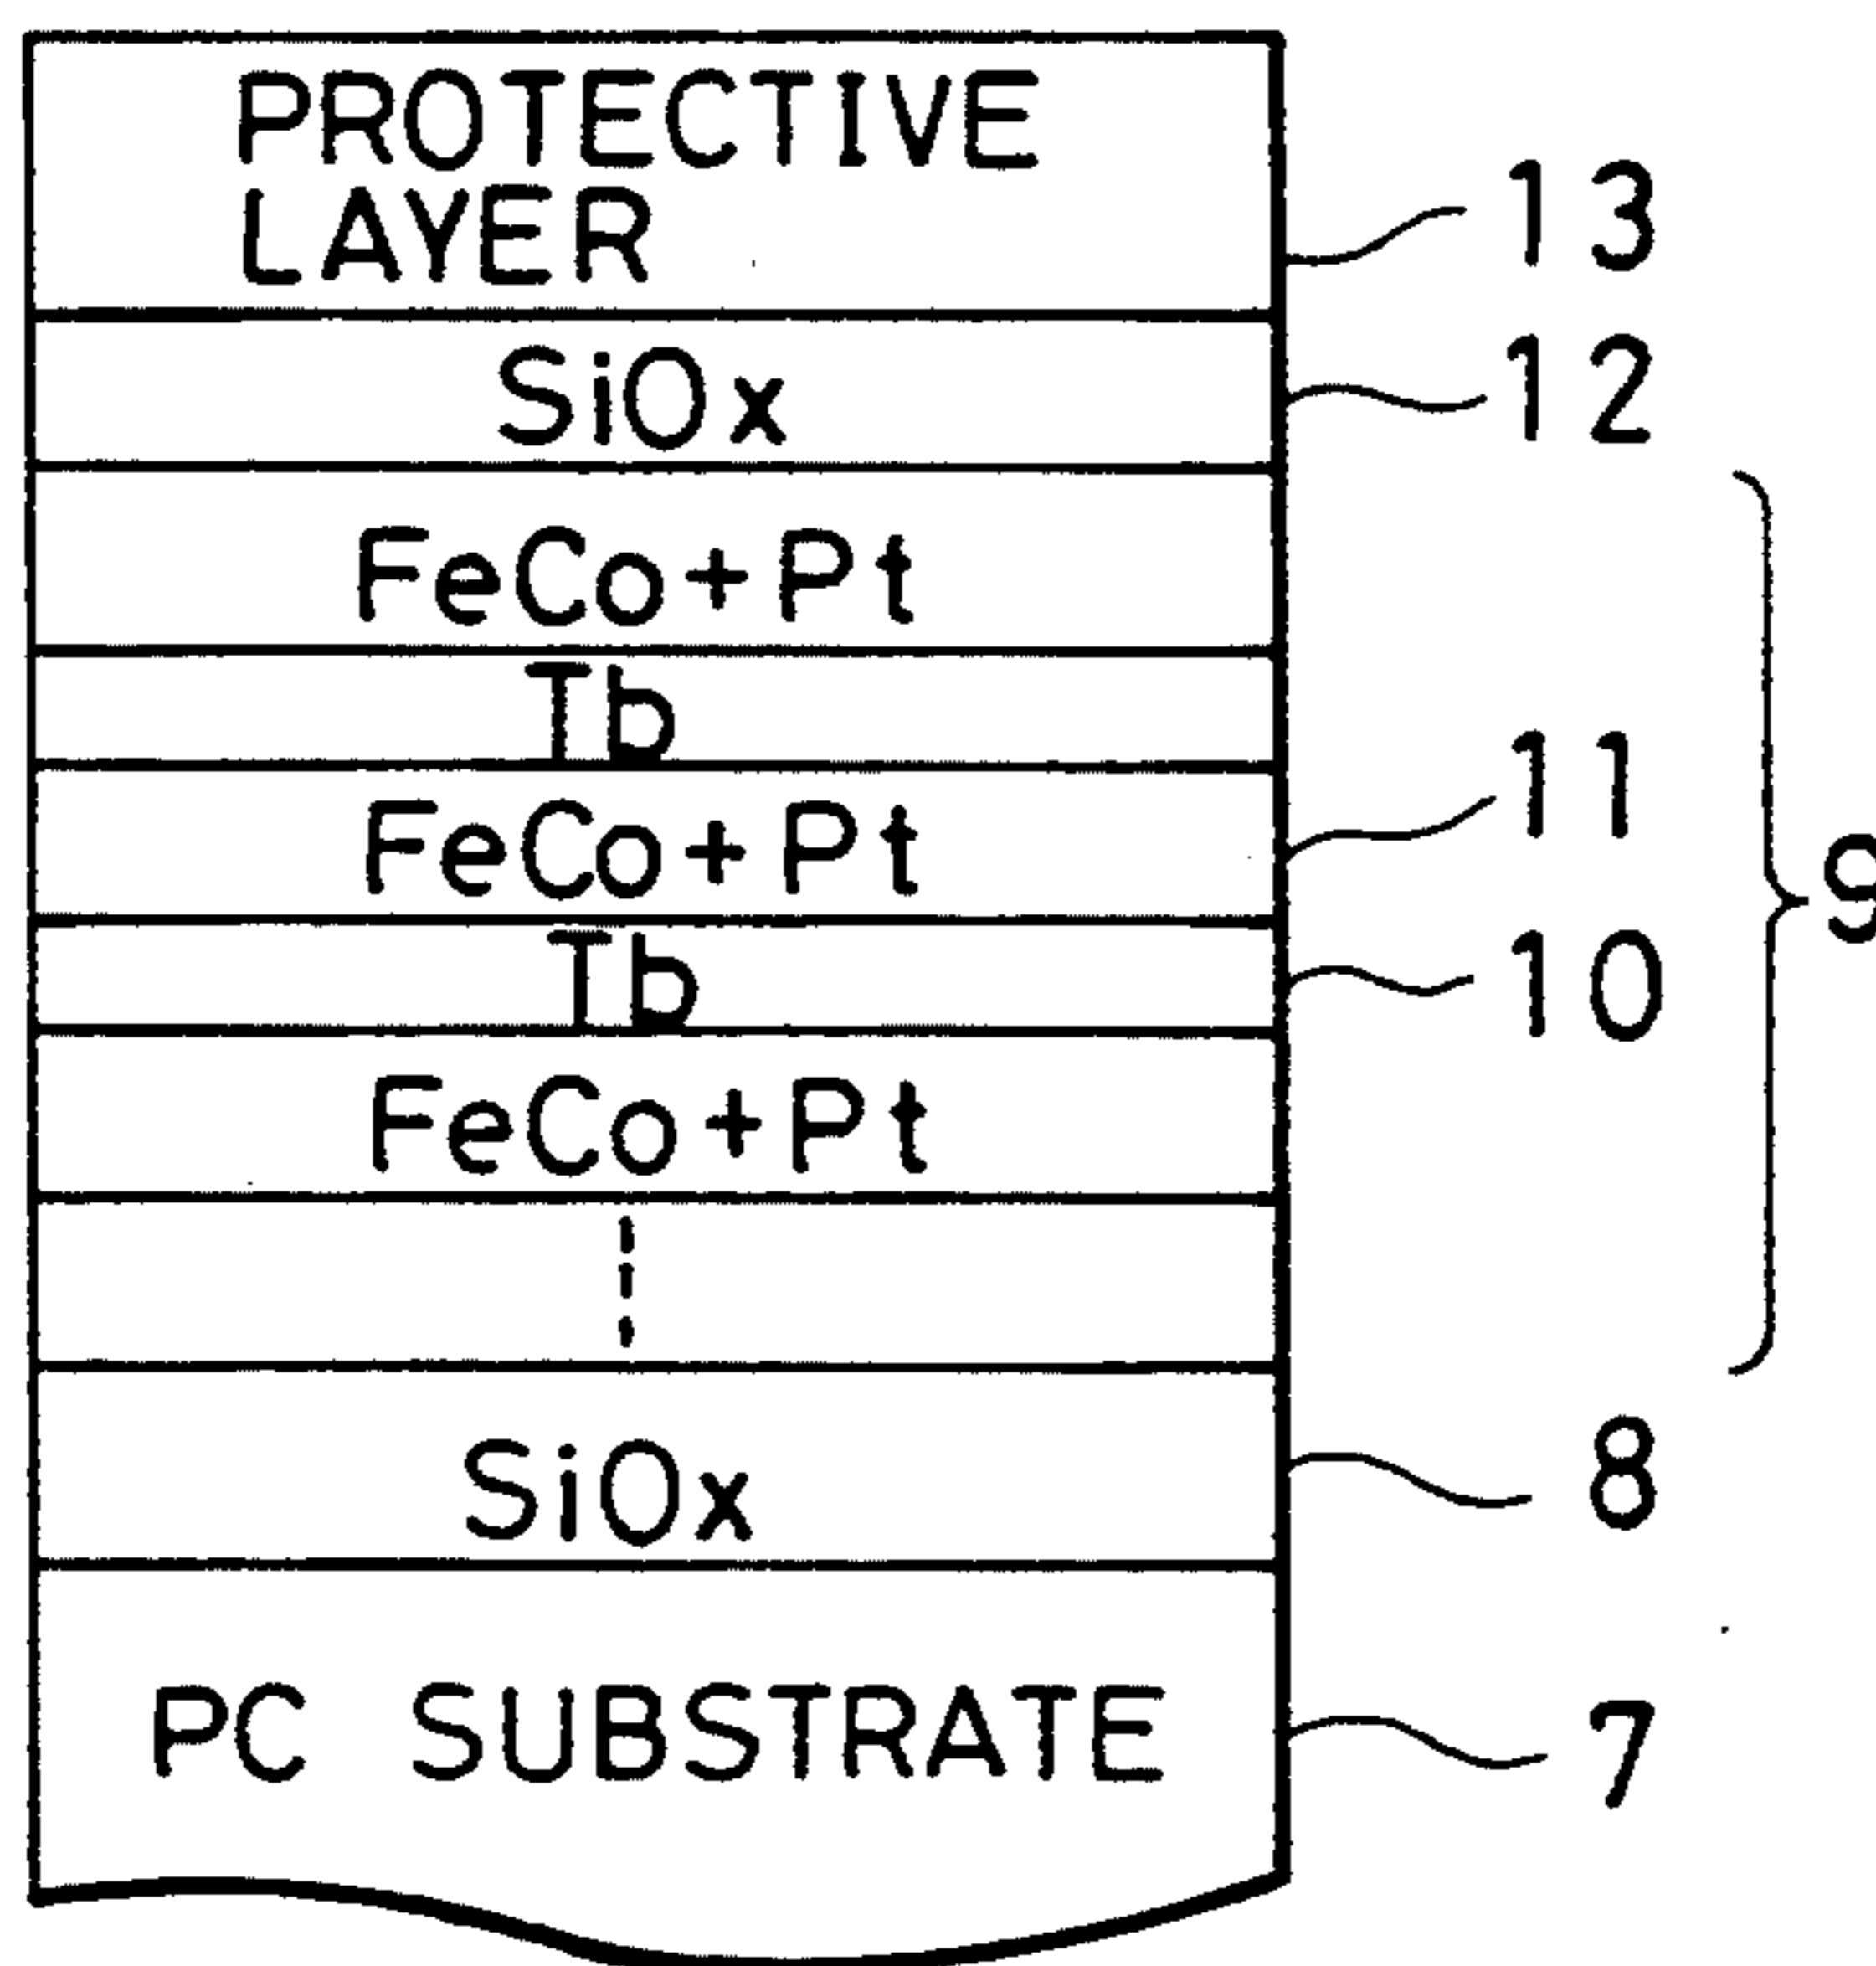 PROTECTIVE
LAYER
13
SiOx
12
FeCo+Pt
Tb
FeCo+Pt
11
9
Tb
10
FeCo+Pt
SiOx
8
PC SUBSTRATE
7